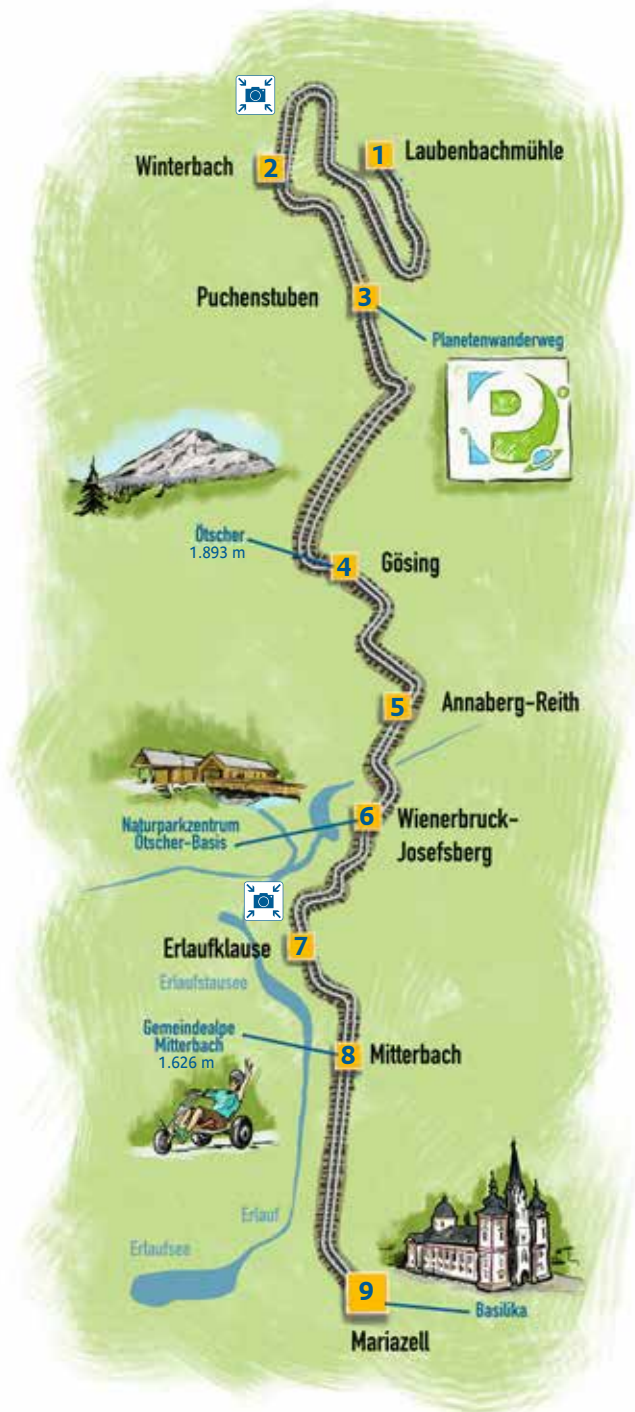 1
Laubenbachmühle
Winterbach
2
Puchenstuben
3
Planetenwanderweg
P
Ötscher
1.893 m
4
Gösing
5
Annaberg-Reith
Naturparkzentrum
Ötscher-Basis
6
Wienerbruck-
Josefsberg
Erlaufklause
7
Erlaufstausee
Gemeindealpe
Mitterbach
1.626 m
8
Mitterbach
Erlauf
Erlaufsee
9
Basilika
Mariazell